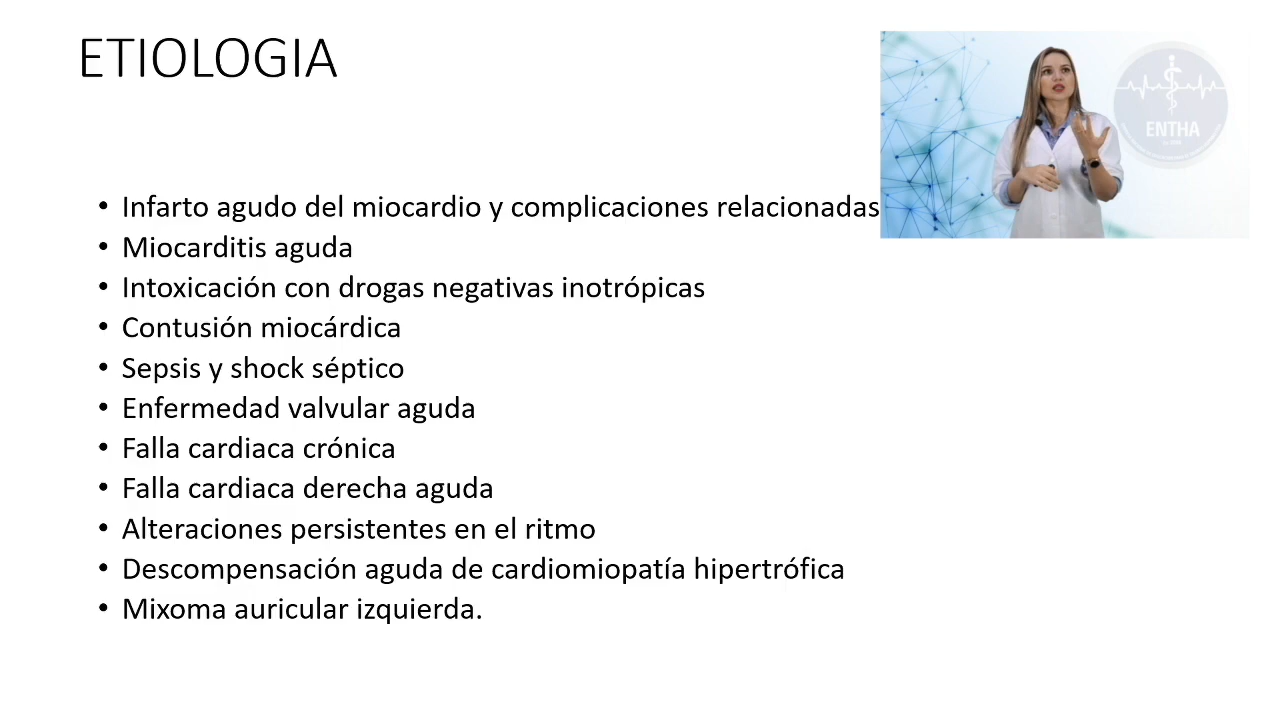 ETIOLOGIA
ENTHA
• Infarto agudo del miocardio y complicaciones relacionadas
• Miocarditis aguda
• Intoxicación con drogas negativas inotrópicas
• Contusión miocárdica
• Sepsis y shock séptico
• Enfermedad valvular aguda
• Falla cardiaca crónica
• Falla cardiaca derecha aguda
• Alteraciones persistentes en el ritmo
• Descompensación aguda de cardiomiopatía hipertrófica
• Mixoma auricular izquierda.